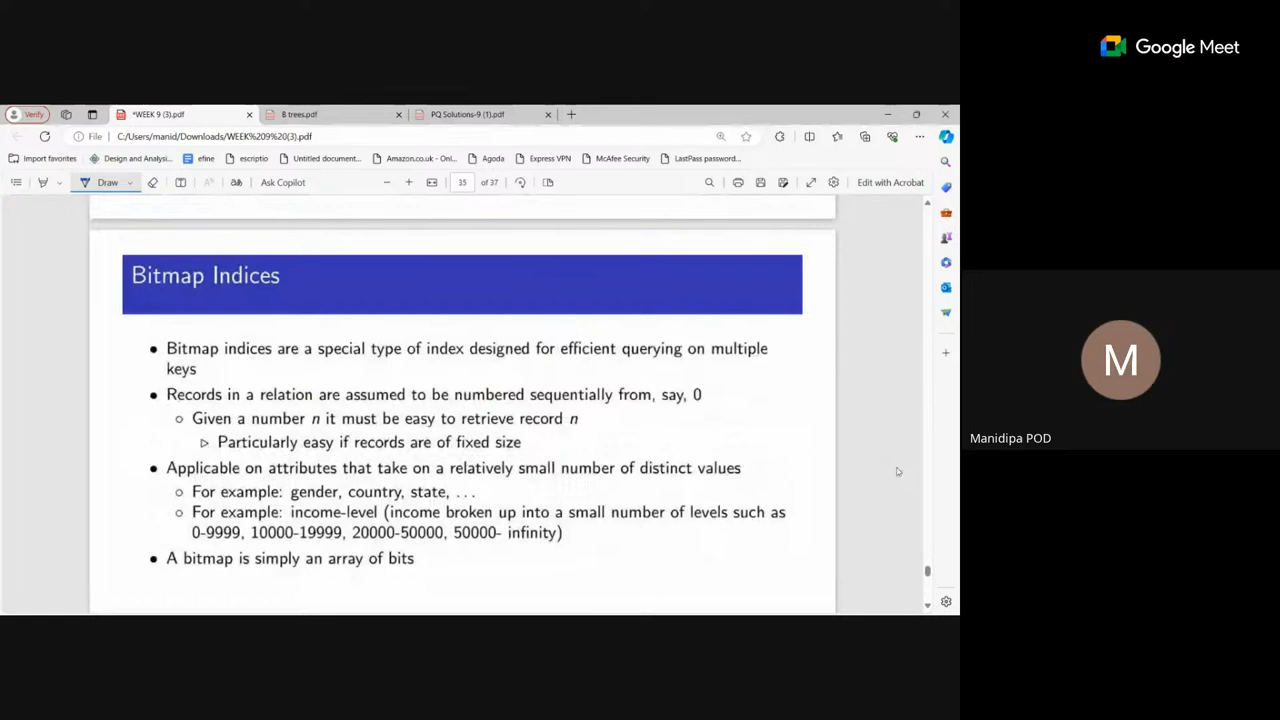 Google Meet
Verify
*WEEK 9 (3).pdf
B trees.pdf
PQ Solutions-9 (1).pdf
File
C:/Users/manid/Downloads/WEEK%209%20(3).pdf
Import favorites
Design and Analysi...
efine
escriptio
Untitled document...
Amazon.co.uk - Onl...
Agoda
Express VPN
McAfee Security
LastPass password...
Draw
Ask Copilot
35 of 37
Edit with Acrobat
Bitmap Indices
• Bitmap indices are a special type of index designed for efficient querying on multiple
keys
• Records in a relation are assumed to be numbered sequentially from, say, 0
○ Given a number n it must be easy to retrieve record n
▷ Particularly easy if records are of fixed size
• Applicable on attributes that take on a relatively small number of distinct values
○ For example: gender, country, state, ...
○ For example: income-level (income broken up into a small number of levels such as
0-9999, 10000-19999, 20000-50000, 50000- infinity)
• A bitmap is simply an array of bits
M
Manidipa POD